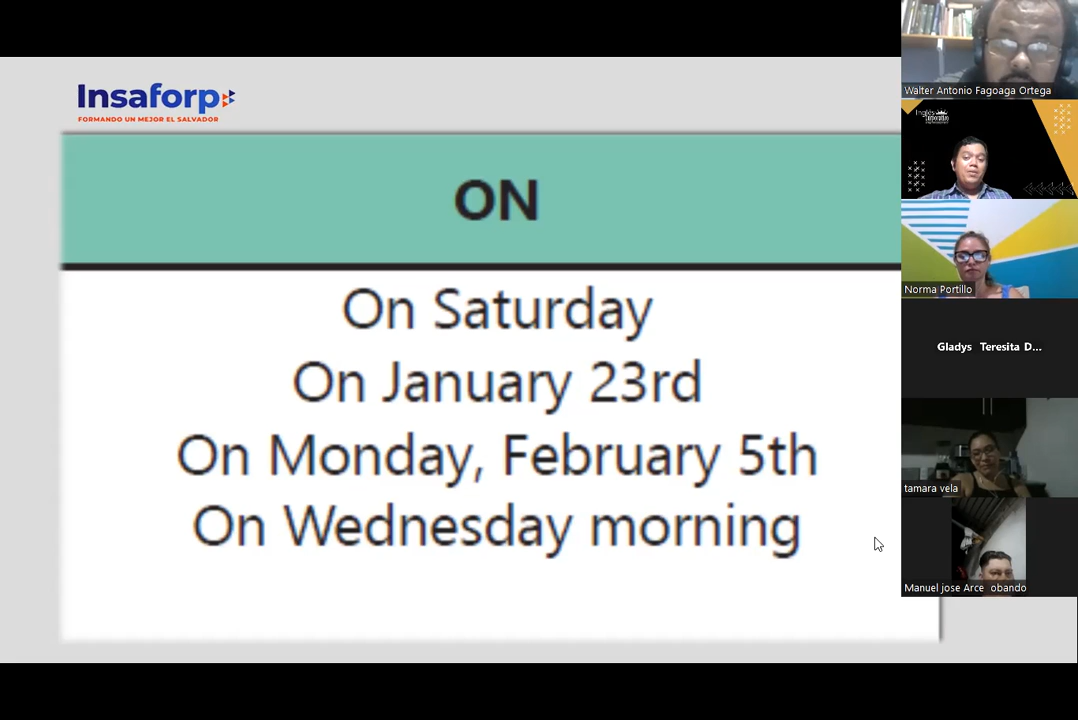 Insaforp
FORMANDO UN MEJOR EL SALVADOR
ON
On Saturday
On January 23rd
On Monday, February 5th
On Wednesday morning
Walter Antonio Fagoaga Ortega
Inglés
Norma Portillo
Gladys Teresita D...
tamara vela
Manuel jose Arce obando